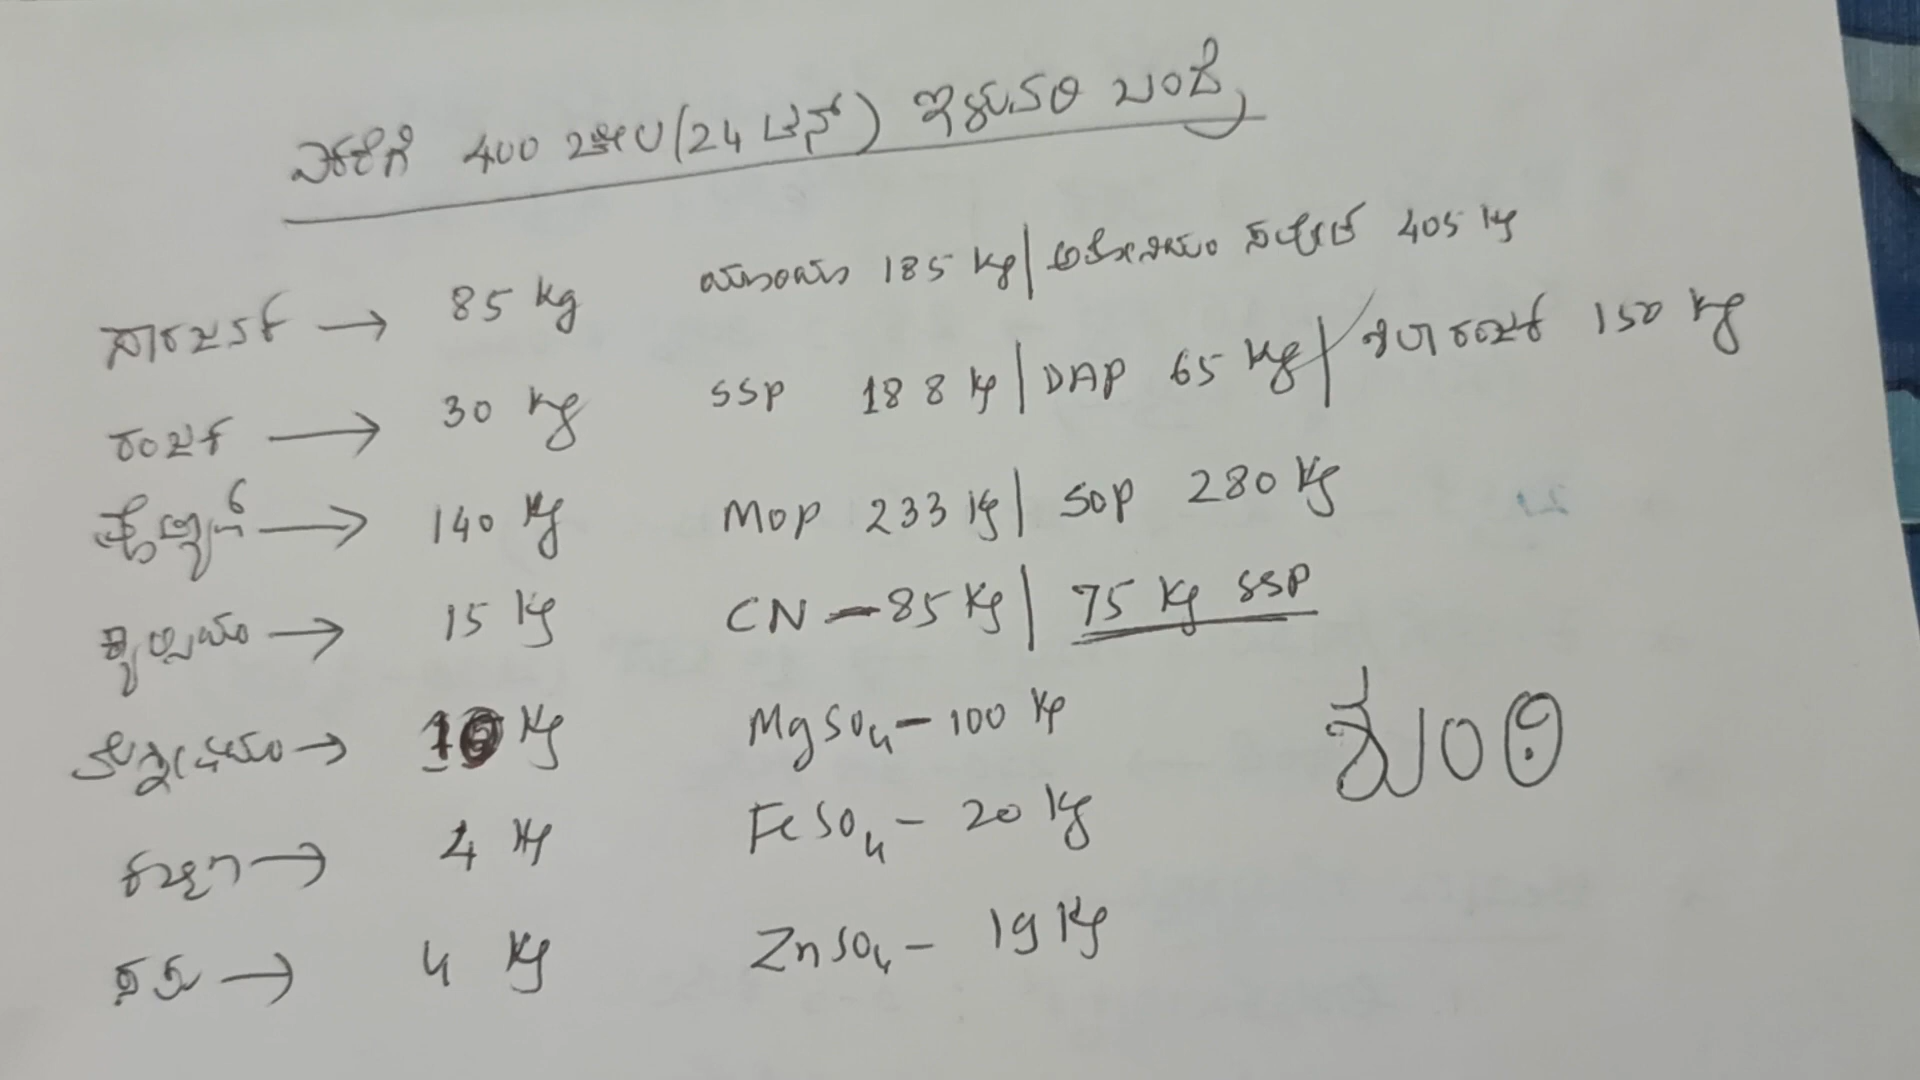 ಎಕರೆಗೆ 400 ಚೀಲ (24 ಟನ್) ಇಳುವರಿ ಬಂದ್ರೆ
ಸಾರಜನಕ → 85 kg ಯೂರಿಯಾ 185 kg | ಅಮೋನಿಯಂ ಸಲ್ಫೇಟ್ 405 kg
ರಂಜಕ → 30 kg SSP 188 kg | DAP 65 kg | ಶಿಲಾ ರಂಜಕ 150 kg
ಪೊಟ್ಯಾಷ್ → 140 kg MOP 233 kg | SOP 280 kg
ಕ್ಯಾಲ್ಸಿಯಂ → 15 kg CN - 85 kg | 75 kg SSP
ಮೆಗ್ನೀಷಿಯಂ → 10 kg MgSO4 - 100 kg
ಕಬ್ಬಿಣ → 4 kg FeSO4 - 20 kg
ಸತು → 4 kg ZnSO4 - 19 kg
ಶುಂಠಿ